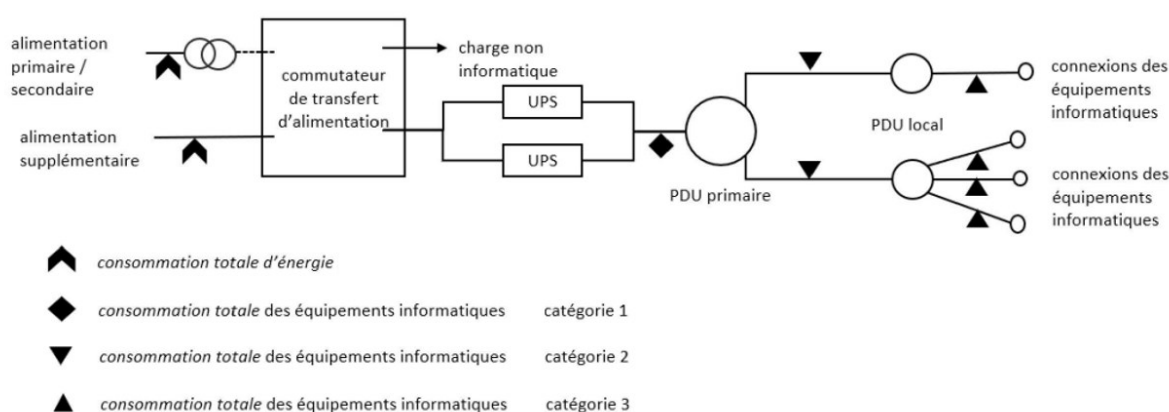 alimentation
primaire /
secondaire
alimentation
supplémentaire
commutateur
de transfert
d'alimentation
charge non
informatique
UPS
UPS
PDU primaire
PDU local
connexions des
équipements
informatiques
connexions des
équipements
informatiques
consommation totale d'énergie
consommation totale des équipements informatiques catégorie 1
consommation totale des équipements informatiques catégorie 2
consommation totale des équipements informatiques catégorie 3